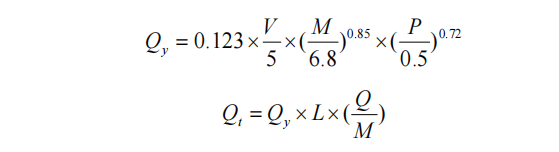 Q_y = 0.123 × V/5 × (M/6.8)^0.85 × (P/0.5)^0.72
Q_t = Q_y × L × (Q/M)